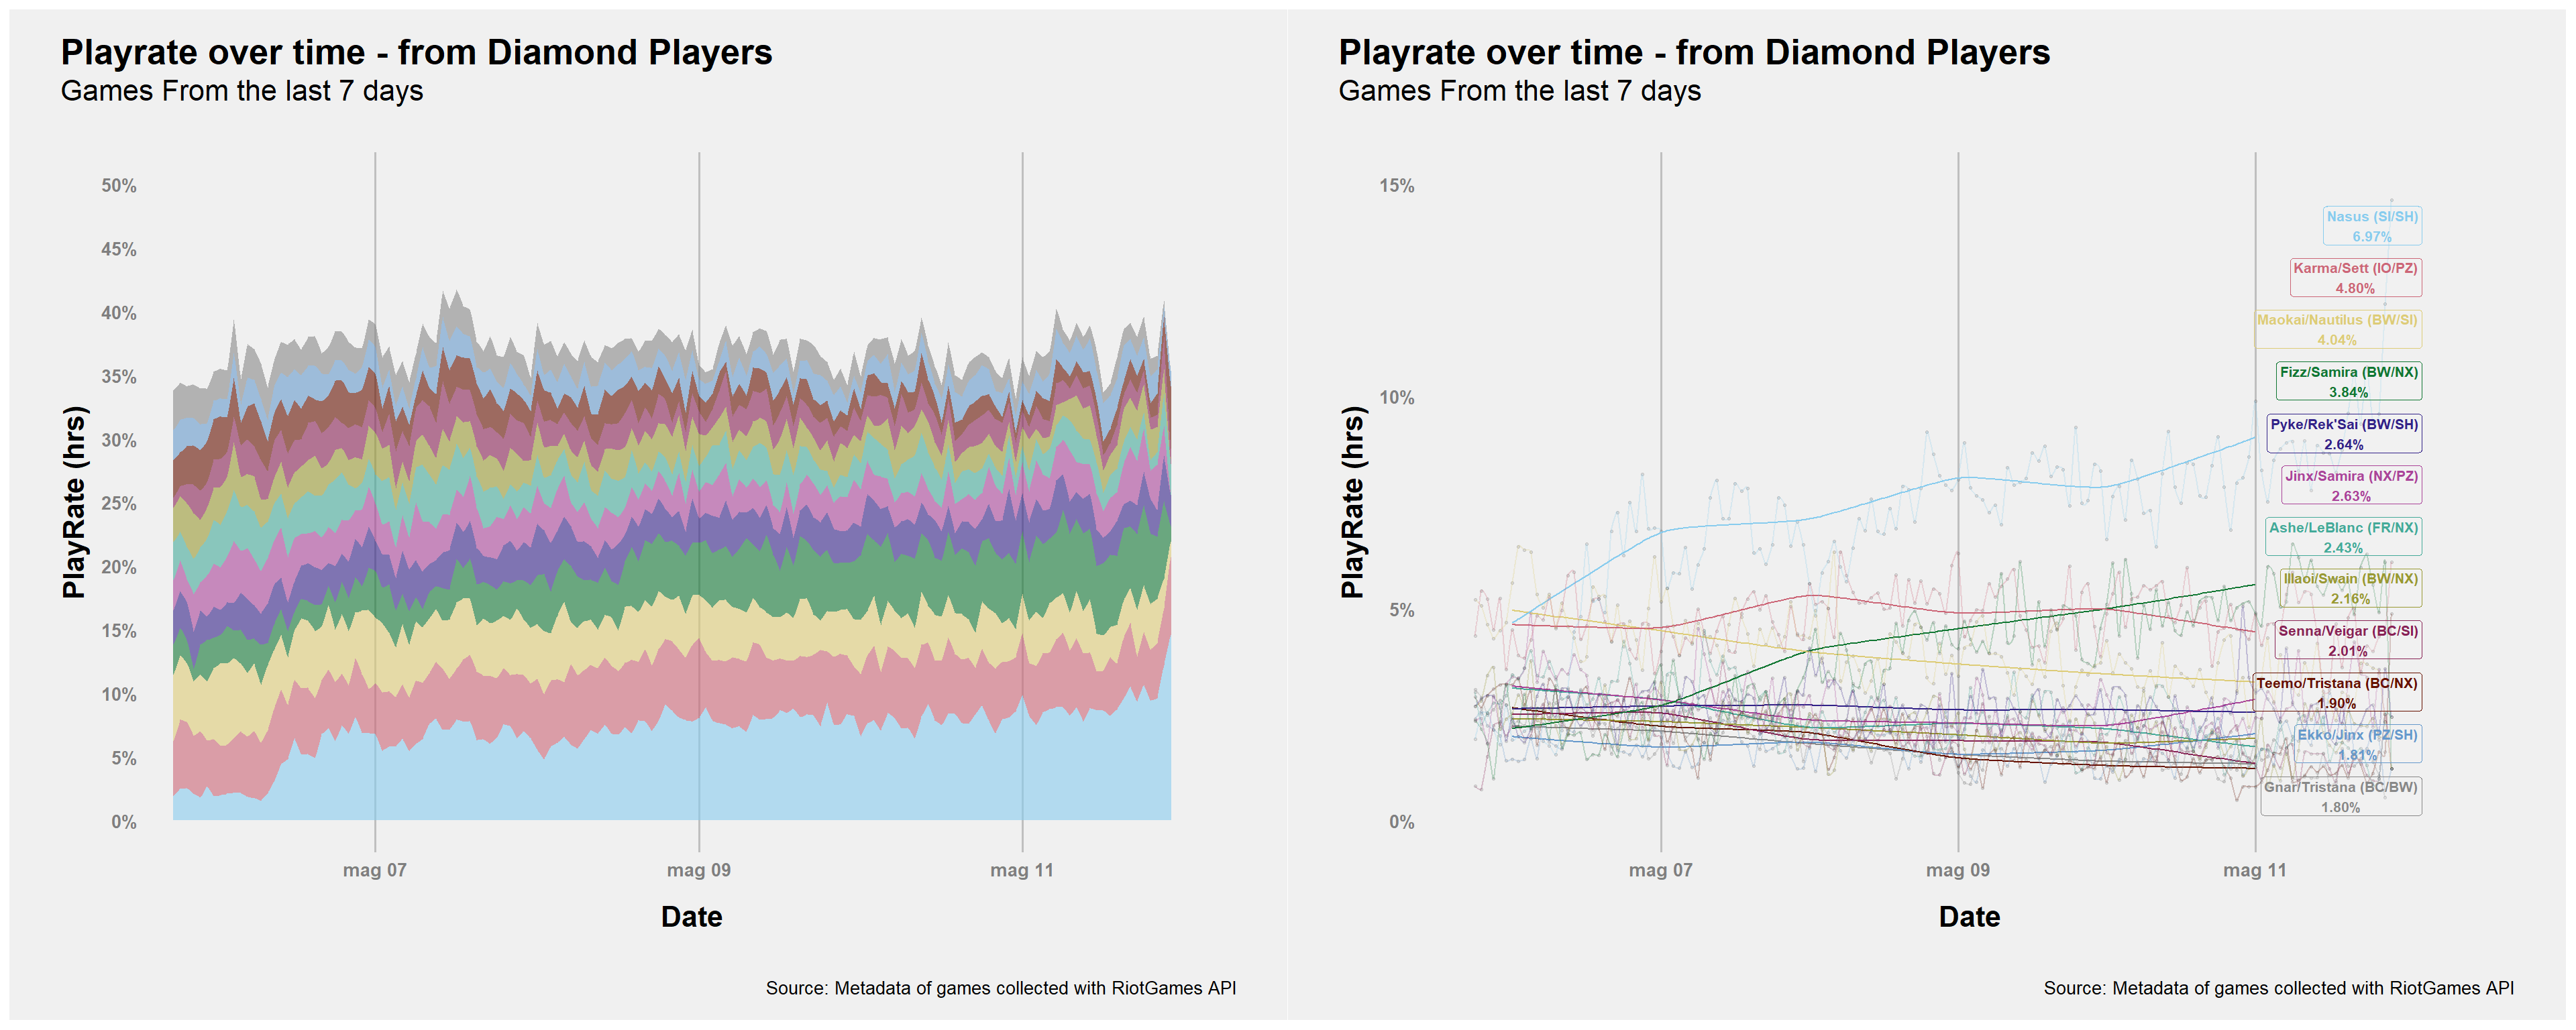 Playrate over time - from Diamond Players
Games From the last 7 days
50%
45%
40%
35%
30%
25%
20%
15%
10%
5%
0%
PlayRate (hrs)
mag 07
mag 09
mag 11
Date
Source: Metadata of games collected with RiotGames API
Playrate over time - from Diamond Players
Games From the last 7 days
15%
10%
5%
0%
PlayRate (hrs)
Nasus (SI/SH)
6.97%
Karma/Sett (IO/PZ)
4.80%
Maokai/Nautilus (BW/SI)
4.04%
Fizz/Samira (BW/NX)
3.84%
Pyke/Rek'Sai (BW/SH)
2.64%
Jinx/Samira (NX/PZ)
2.63%
Ashe/LeBlanc (FR/NX)
2.43%
Illaoi/Swain (BW/NX)
2.16%
Senna/Veigar (BC/SI)
2.01%
Teemo/Tristana (BC/NX)
1.90%
Ekko/Jinx (PZ/SH)
1.81%
Gnar/Tristana (BC/BW)
1.80%
mag 07
mag 09
mag 11
Date
Source: Metadata of games collected with RiotGames API